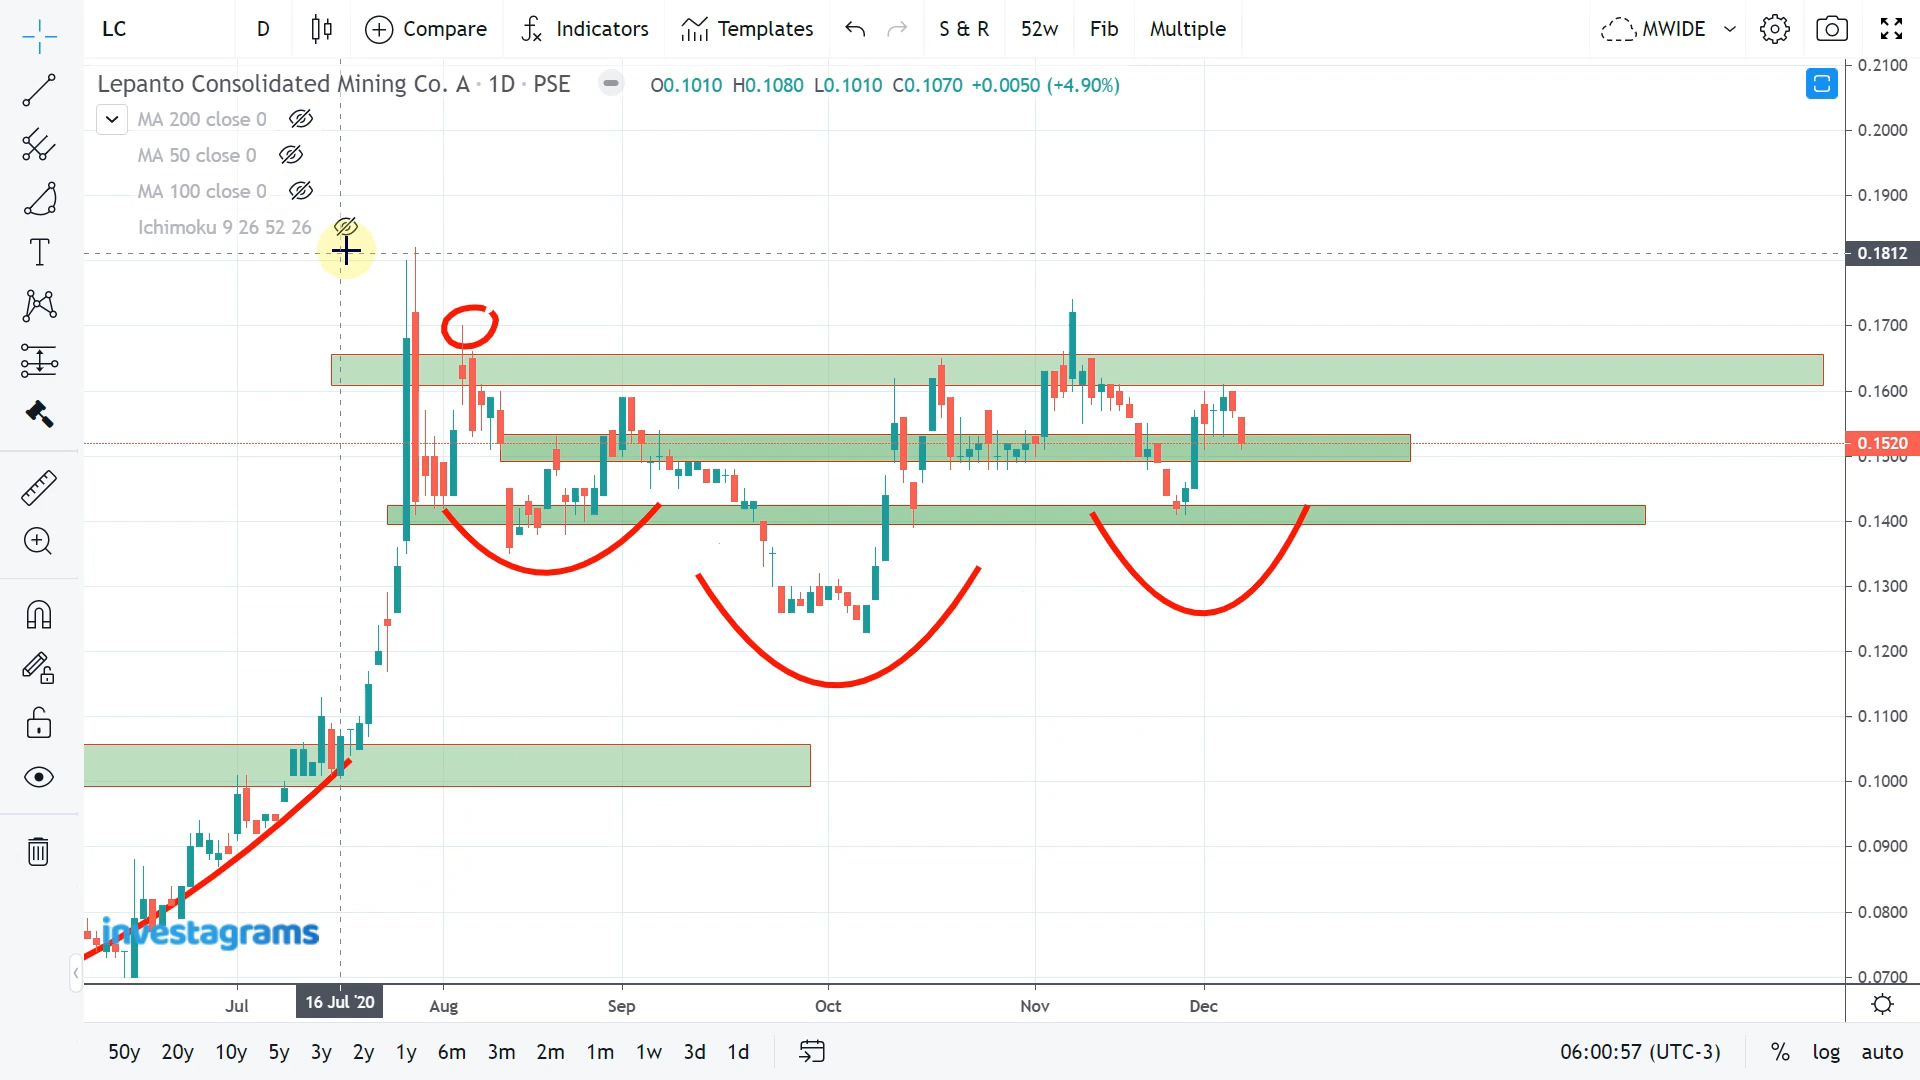 LC D Compare Indicators Templates S & R 52w Fib Multiple MWIDE
Lepanto Consolidated Mining Co. A · 1D · PSE O0.1010 H0.1080 L0.1010 C0.1070 +0.0050 (+4.90%)
MA 200 close 0
MA 50 close 0
MA 100 close 0
Ichimoku 9 26 52 26
0.2100
0.2000
0.1900
0.1812
0.1700
0.1600
0.1520
0.1500
0.1400
0.1300
0.1200
0.1100
0.1000
0.0900
0.0800
0.0700
investagrams
Jul 16 Jul '20 Aug Sep Oct Nov Dec
50y 20y 10y 5y 3y 2y 1y 6m 3m 2m 1m 1w 3d 1d 06:00:57 (UTC-3) % log auto